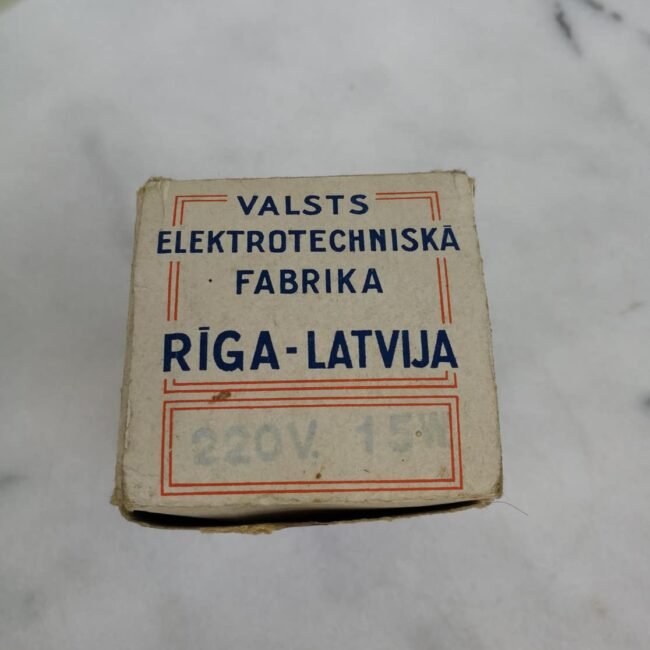 VALSTS
ELEKTROTECHNISKĀ
FABRIKA
RĪGA-LATVIJA
220V. 15W